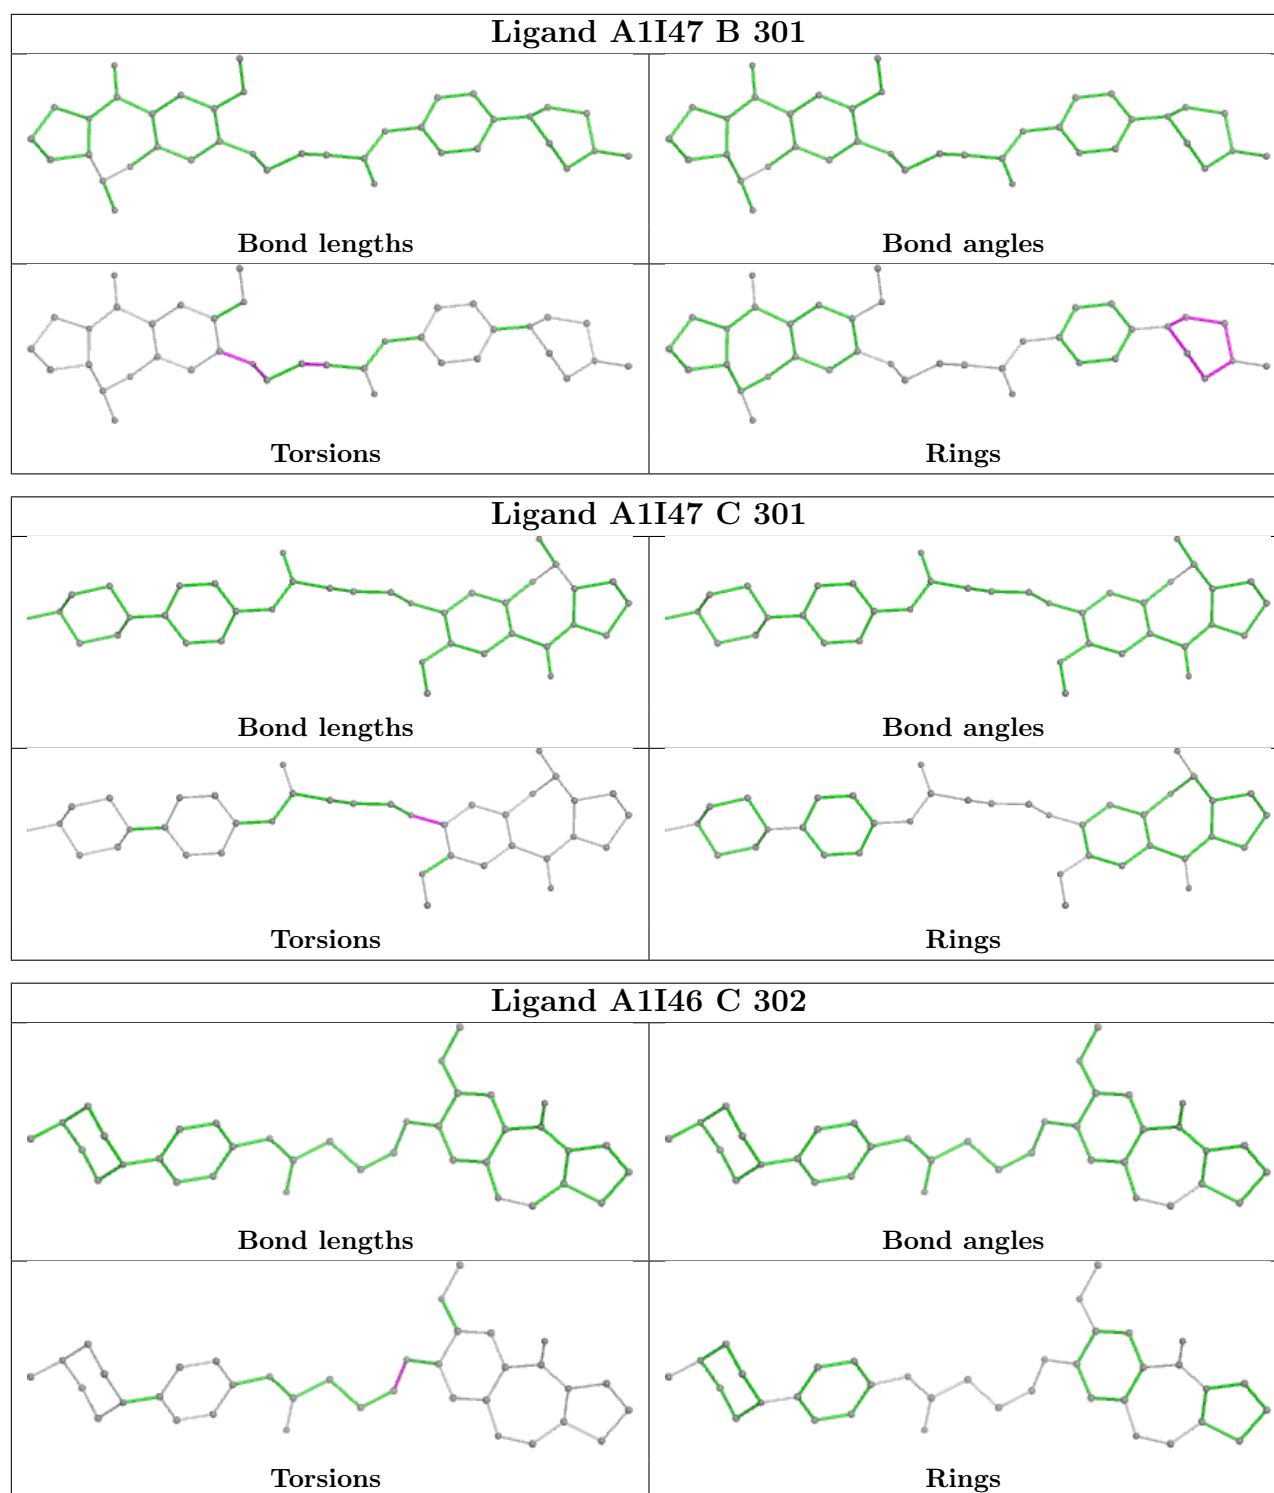 Ligand A1I47 B 301
Bond lengths
Bond angles
Torsions
Rings
Ligand A1I47 C 301
Bond lengths
Bond angles
Torsions
Rings
Ligand A1I46 C 302
Bond lengths
Bond angles
Torsions
Rings